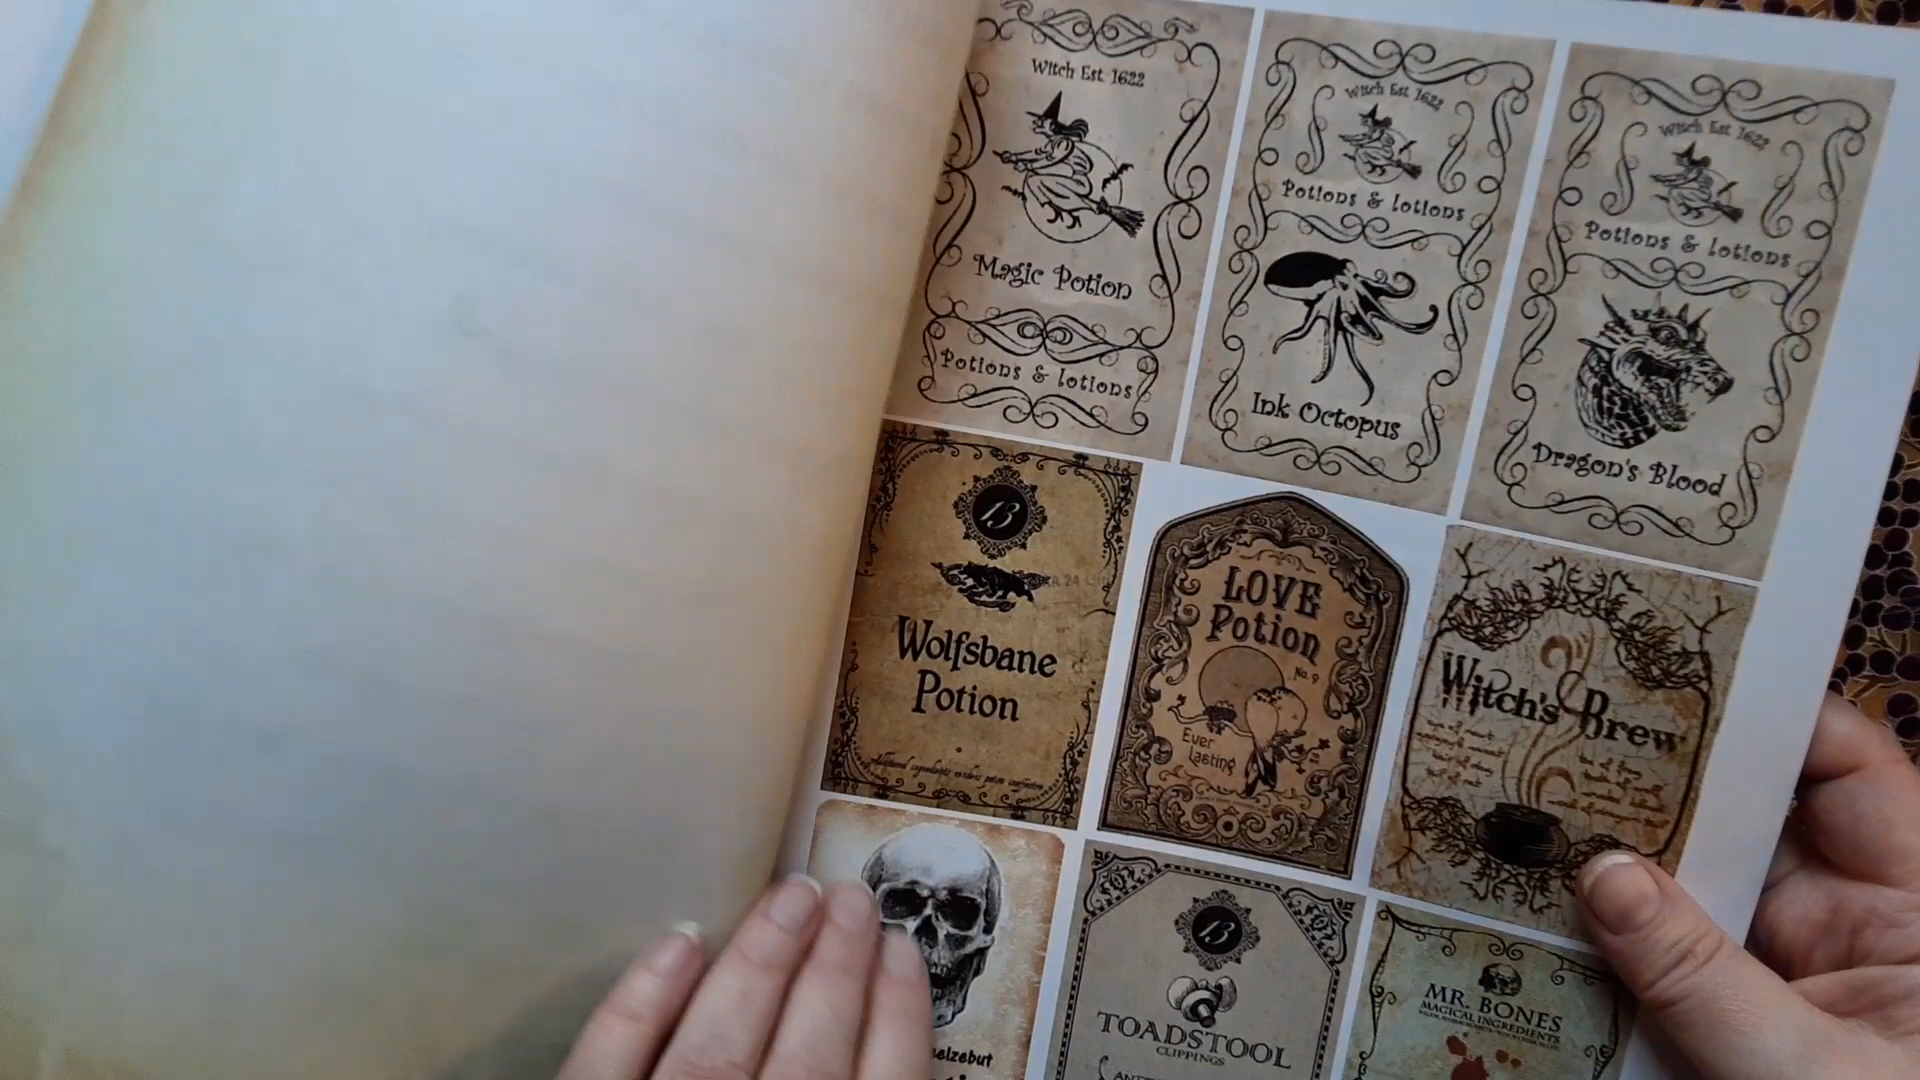 Witch Est 1622
Magic Potion
Potions & lotions
Witch Est 1622
Potions & lotions
Ink Octopus
Witch Est 1622
Potions & lotions
Dragon's Blood
13
Wolfsbane
Potion
LOVE
Potion
No. 9
Ever
Lasting
Witch's Brew
13
TOADSTOOL
CLIPPINGS
MR. BONES
MAGICAL INGREDIENTS